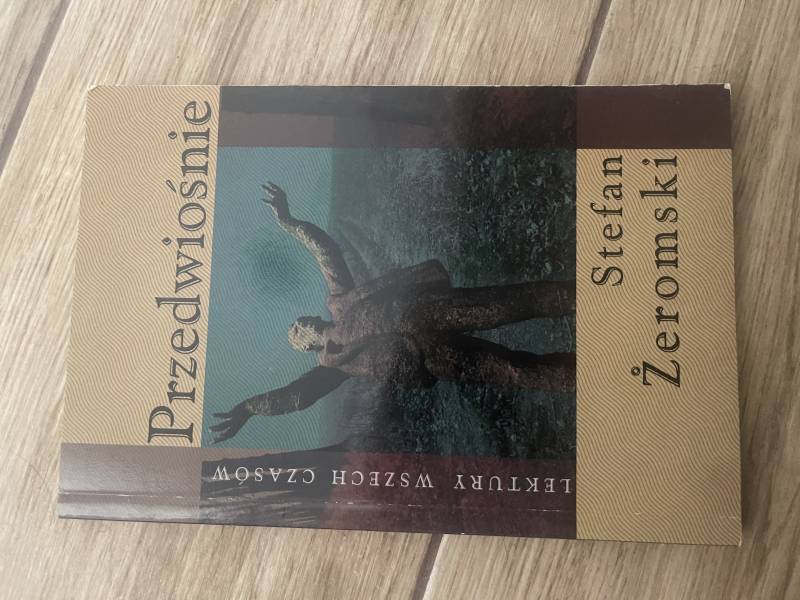 Przedwiośnie
LEKTURY WSZECH CZASÓW
Stefan
Żeromski